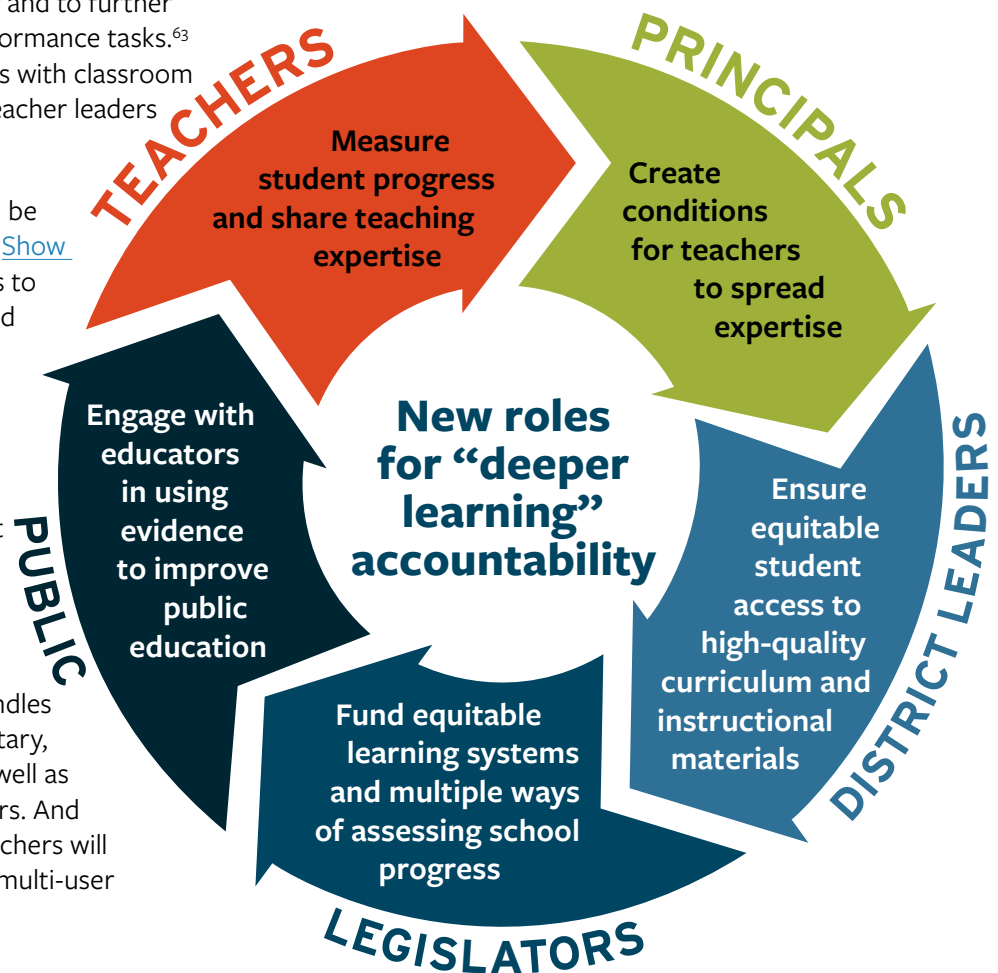 and to further
ormance tasks.⁶³
s with classroom
eacher leaders
be
Show
s to
d
t
ndles
tary,
well as
rs. And
chers will
multi-user
TEACHERS
Measure
student progress
and share teaching
expertise
PRINCIPALS
Create
conditions
for teachers
to spread
expertise
DISTRICT LEADERS
Ensure
equitable
student
access to
high-quality
curriculum and
instructional
materials
LEGISLATORS
Fund equitable
learning systems
and multiple ways
of assessing school
progress
PUBLIC
Engage with
educators
in using
evidence
to improve
public
education
New roles
for “deeper
learning”
accountability